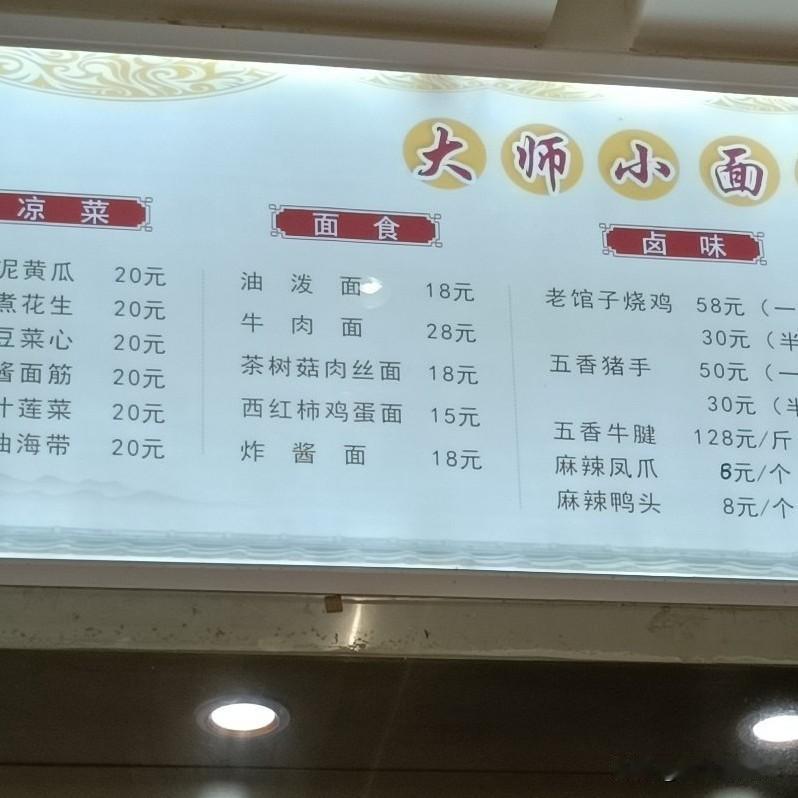 大师小面
凉菜
泥黄瓜 20元
煮花生 20元
豆菜心 20元
酱面筋 20元
汁莲菜 20元
油海带 20元
面食
油泼面 18元
牛肉面 28元
茶树菇肉丝面 18元
西红柿鸡蛋面 15元
炸酱面 18元
卤味
老馆子烧鸡 58元（一
30元（半
五香猪手 50元（一
30元（半
五香牛腱 128元/斤
麻辣凤爪 6元/个
麻辣鸭头 8元/个